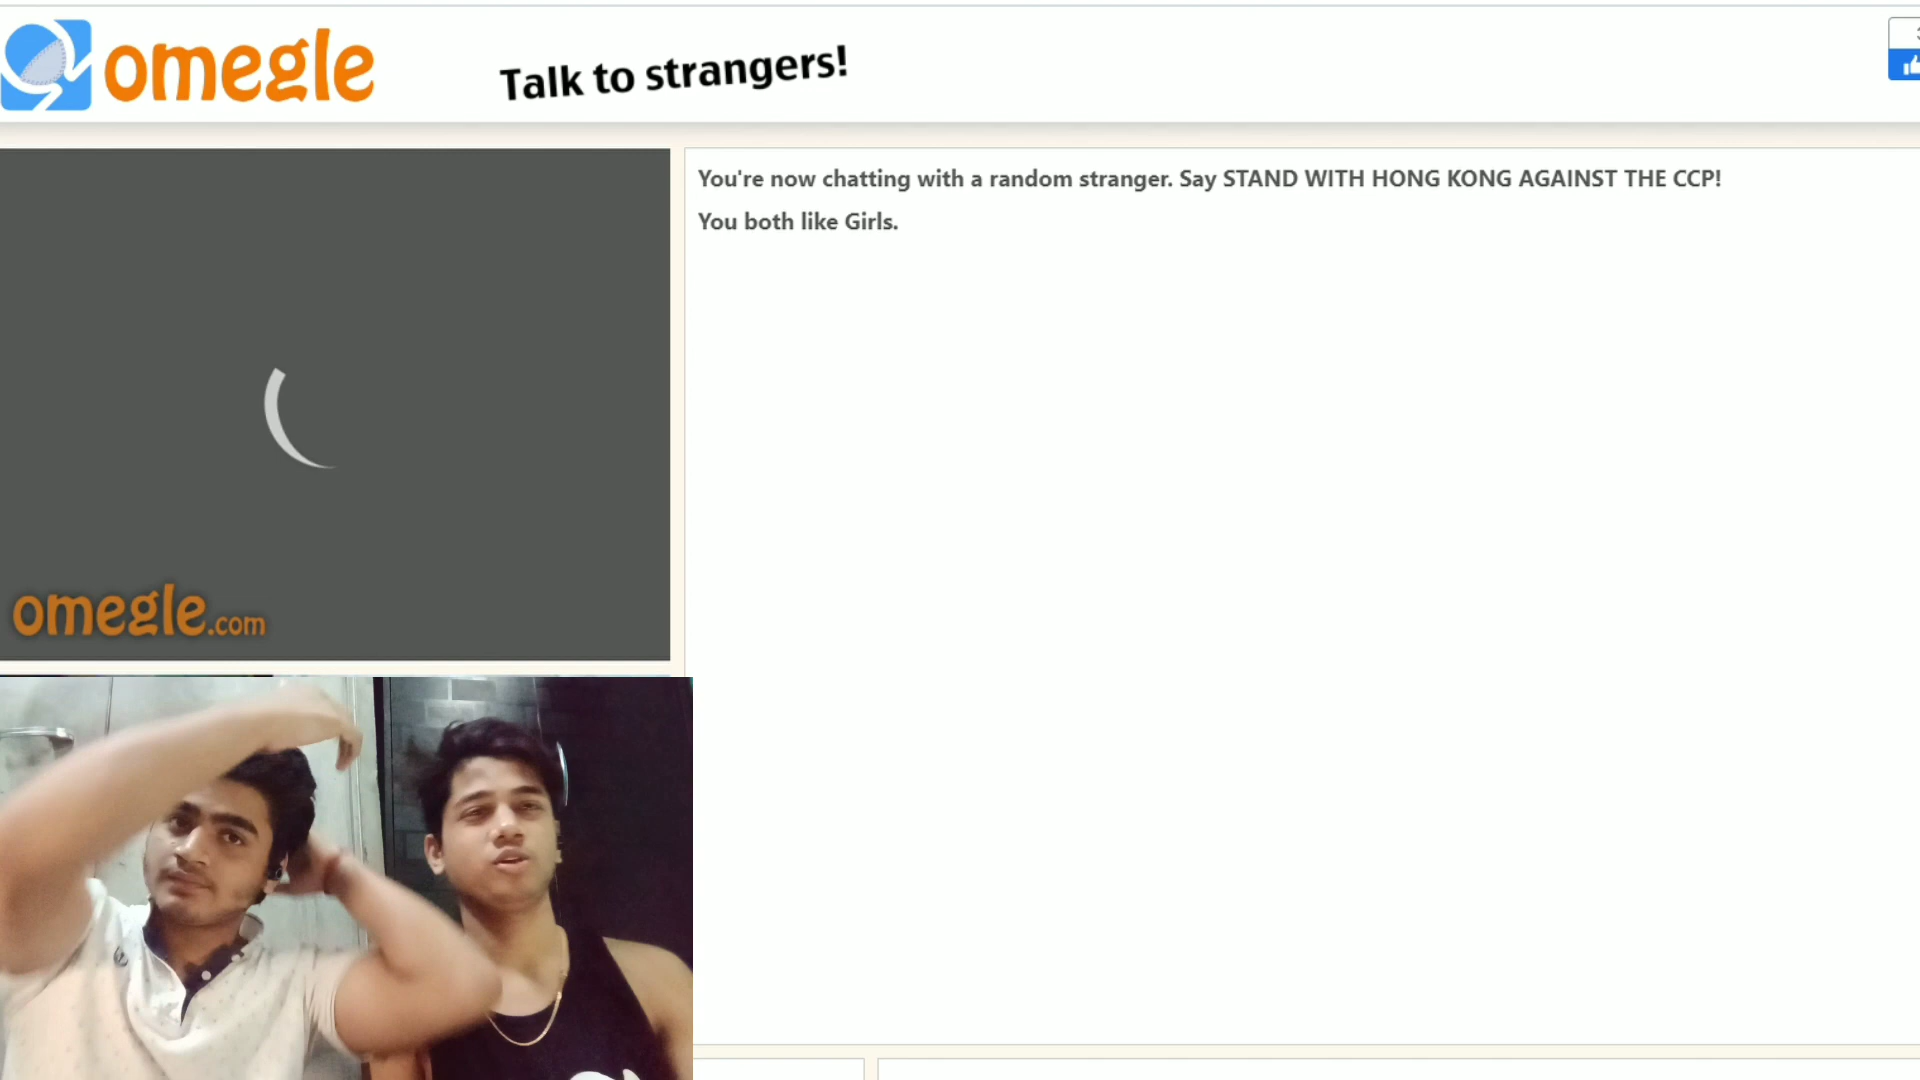 omegle
Talk to strangers!
You're now chatting with a random stranger. Say STAND WITH HONG KONG AGAINST THE CCP!
You both like Girls.
omegle.com